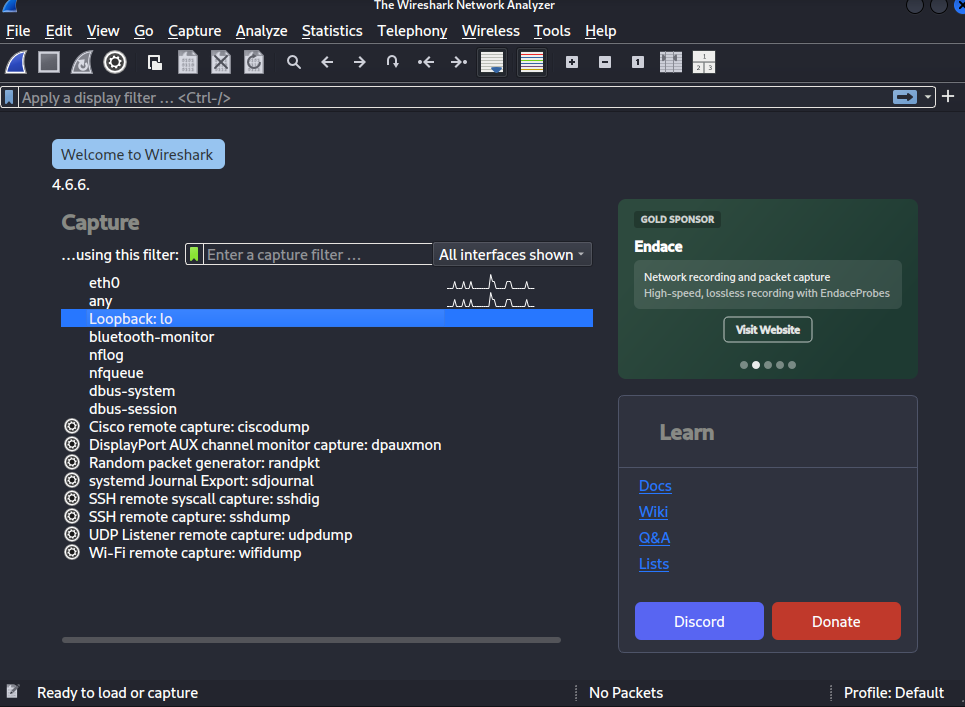 The Wireshark Network Analyzer
File Edit View Go Capture Analyze Statistics Telephony Wireless Tools Help
Apply a display filter … <Ctrl-/>
Welcome to Wireshark
4.6.6.
Capture
…using this filter: Enter a capture filter … All interfaces shown
eth0
any
Loopback: lo
bluetooth-monitor
nflog
nfqueue
dbus-system
dbus-session
Cisco remote capture: ciscodump
DisplayPort AUX channel monitor capture: dpauxmon
Random packet generator: randpkt
systemd Journal Export: sdjournal
SSH remote syscall capture: sshdig
SSH remote capture: sshdump
UDP Listener remote capture: udpdump
Wi-Fi remote capture: wifidump
GOLD SPONSOR
Endace
Network recording and packet capture
High-speed, lossless recording with EndaceProbes
Visit Website
Learn
Docs
Wiki
Q&A
Lists
Discord Donate
Ready to load or capture No Packets Profile: Default